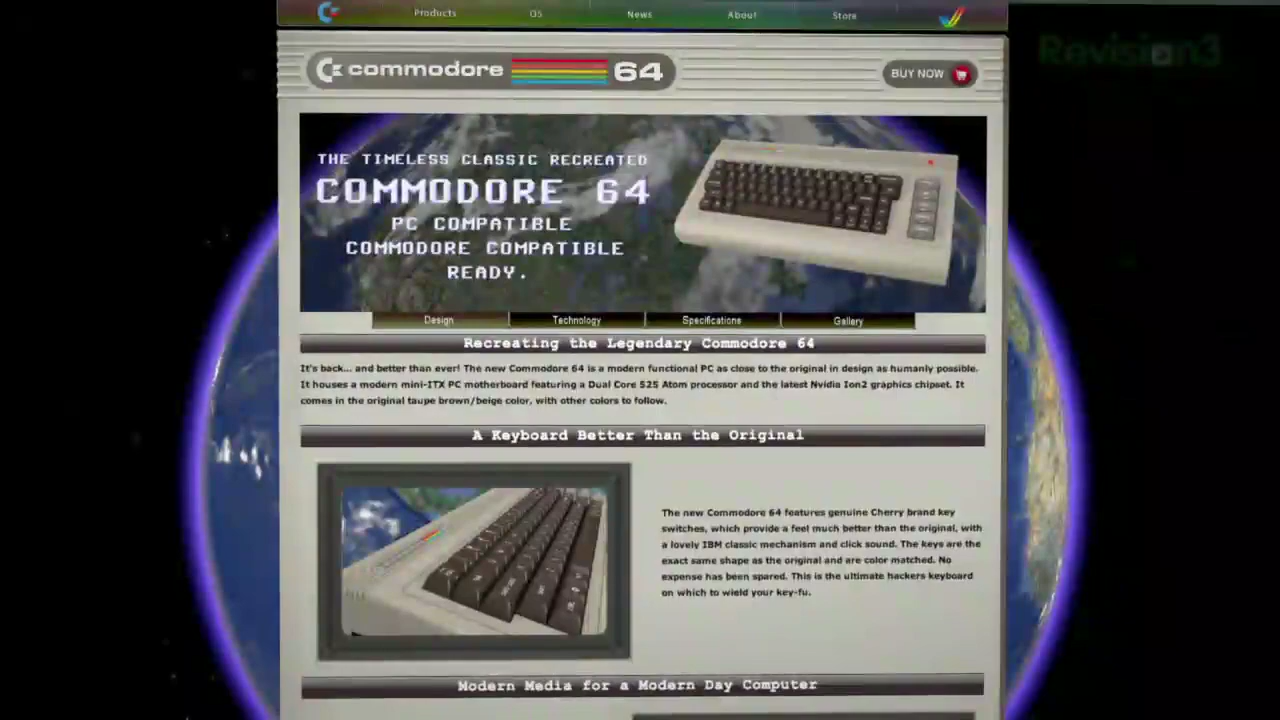 Products OS News About Store
Revision3
commodore 64
BUY NOW
THE TIMELESS CLASSIC RECREATED
COMMODORE 64
PC COMPATIBLE
COMMODORE COMPATIBLE
READY.
Design Technology Specifications Gallery
Recreating the Legendary Commodore 64
It's back... and better than ever! The new Commodore 64 is a modern functional PC as close to the original in design as humanly possible.
It houses a modern mini-ITX PC motherboard featuring a Dual Core 525 Atom processor and the latest Nvidia Ion2 graphics chipset. It
comes in the original taupe brown/beige color, with other colors to follow.
A Keyboard Better Than the Original
The new Commodore 64 features genuine Cherry brand key
switches, which provide a feel much better than the original, with
a lovely IBM classic mechanism and click sound. The keys are the
exact same shape as the original and are color matched. No
expense has been spared. This is the ultimate hackers keyboard
on which to wield your key-fu.
Modern Media for a Modern Day Computer